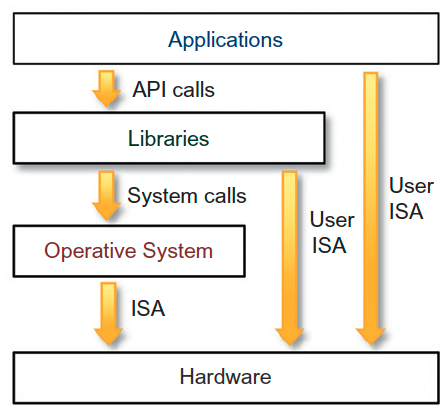 Applications
API calls
Libraries
System calls
User
ISA
User
ISA
Operative System
ISA
Hardware